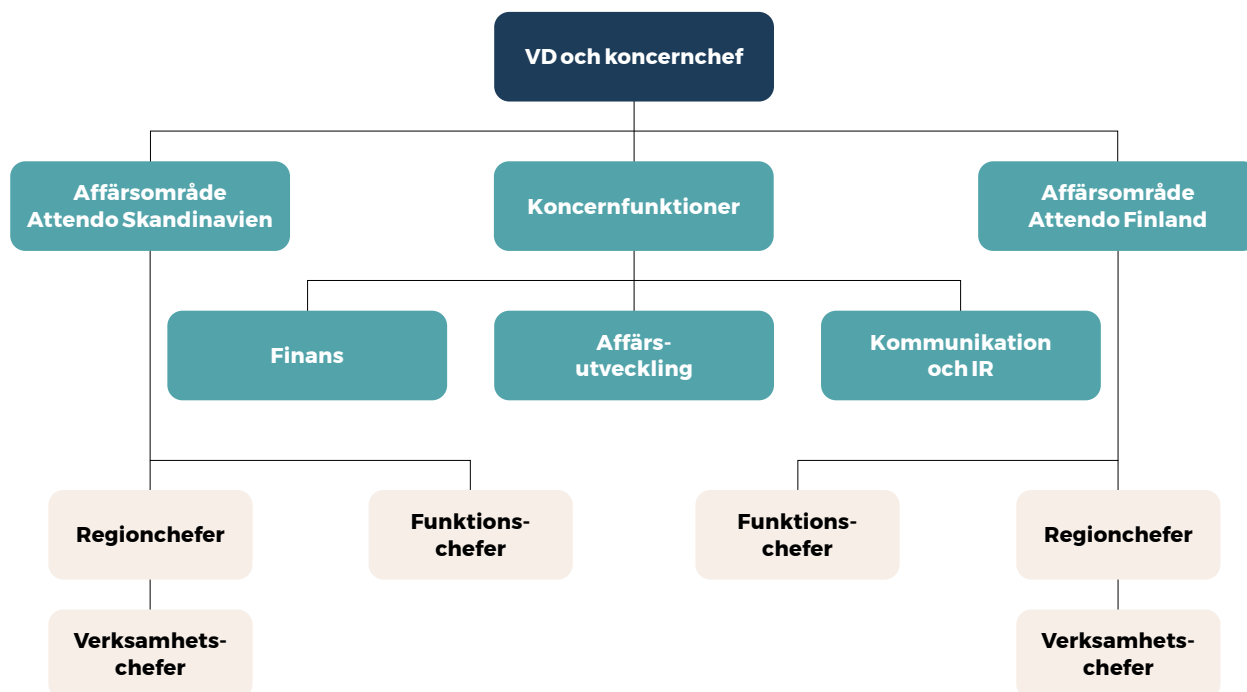 VD och koncernchef
Affärsområde
Attendo Skandinavien
Koncernfunktioner
Affärsområde
Attendo Finland
Finans
Affärs-
utveckling
Kommunikation
och IR
Regionchefer
Funktions-
chefer
Funktions-
chefer
Regionchefer
Verksamhets-
chefer
Verksamhets-
chefer